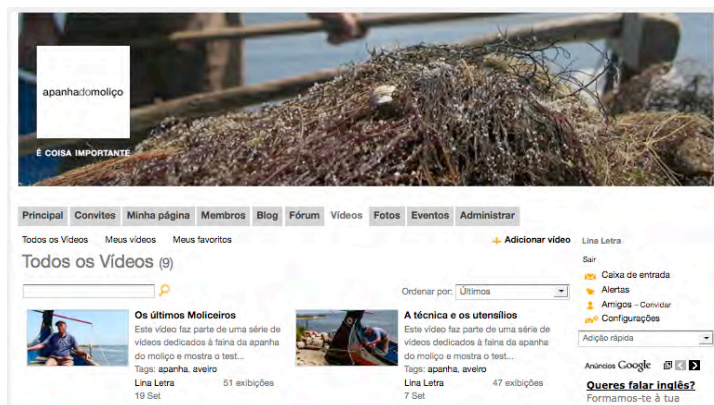 apanhadomoliço
É COISA IMPORTANTE
Principal Convites Minha página Membros Blog Fórum Vídeos Fotos Eventos Administrar
Todos os Vídeos Meus vídeos Meus favoritos
Adicionar vídeo
Todos os Vídeos (9)
Ordenar por: Últimos
Os últimos Moliceiros
Este vídeo faz parte de uma série de
vídeos dedicados à faina da apanha
do moliço e mostra o test...
Tags: apanha, aveiro
Lina Letra 51 exibições
19 Set
A técnica e os utensílios
Este vídeo faz parte de uma série de
vídeos dedicados à faina da apanha
do moliço e mostra o test...
Tags: apanha, aveiro
Lina Letra 47 exibições
7 Set
Lina Letra
Sair
Caixa de entrada
Alertas
Amigos – Convidar
Configurações
Adição rápida
Anúncios Google
Queres falar inglês?
Formamos-te à tua